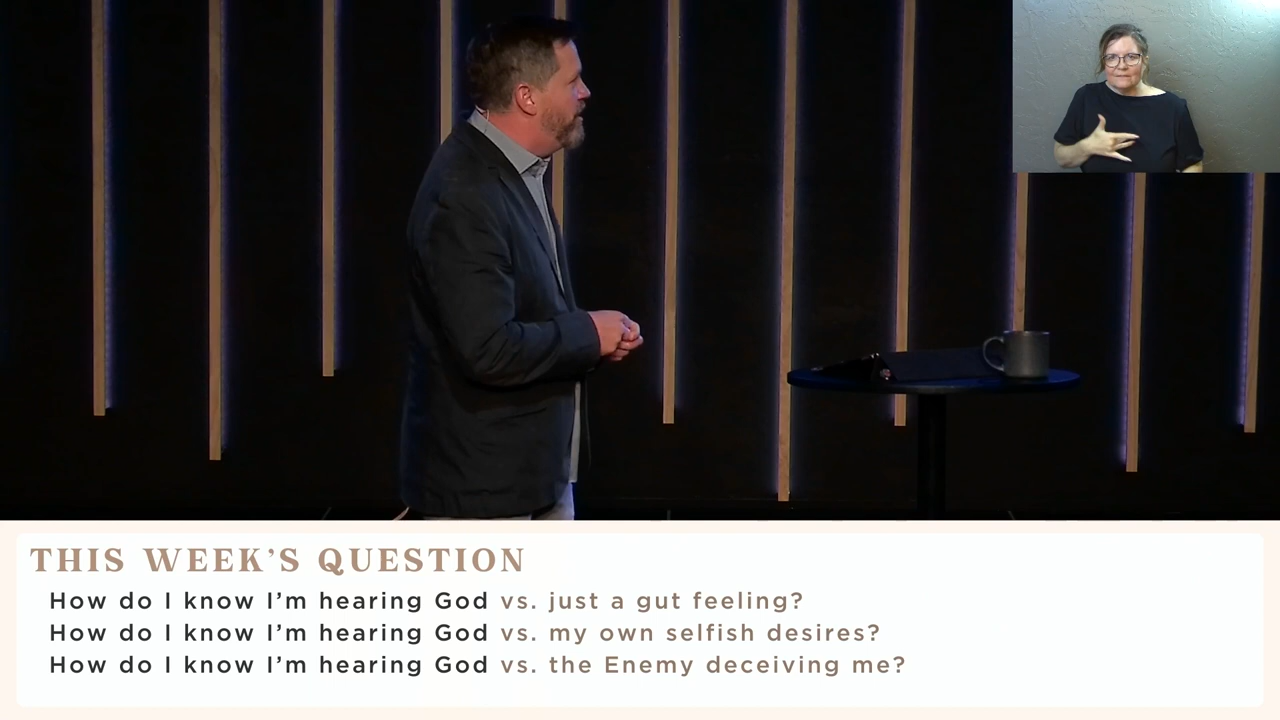 THIS WEEK'S QUESTION
How do I know I'm hearing God vs. just a gut feeling?
How do I know I'm hearing God vs. my own selfish desires?
How do I know I'm hearing God vs. the Enemy deceiving me?